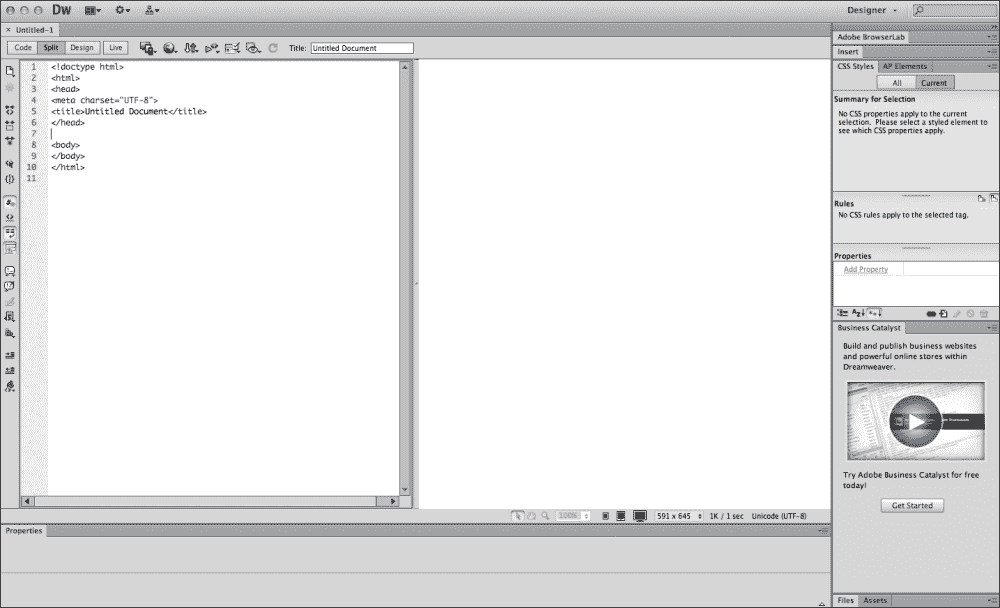 Dw
Designer
Untitled-1
Code
Split
Design
Live
Title:
Untitled Document
1 <!doctype html>
2 <html>
3 <head>
4 <meta charset="UTF-8">
5 <title>Untitled Document</title>
6 </head>
7
8 <body>
9 </body>
10 </html>
11
100%
591 x 645
1K / 1 sec
Unicode (UTF-8)
Properties
Adobe BrowserLab
Insert
CSS Styles
AP Elements
All
Current
Summary for Selection
No CSS properties apply to the current
selection. Please select a styled element to
see which CSS properties apply.
Rules
No CSS rules apply to the selected tag.
Properties
Add Property
Business Catalyst
Build and publish business websites
and powerful online stores within
Dreamweaver.
Try Adobe Business Catalyst for free
today!
Get Started
Files
Assets